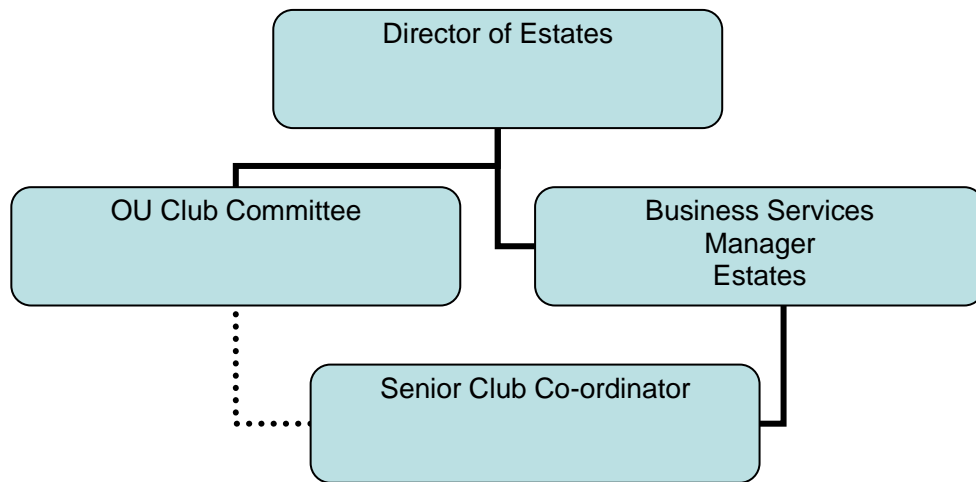 Director of Estates
OU Club Committee
Business Services
Manager
Estates
Senior Club Co-ordinator